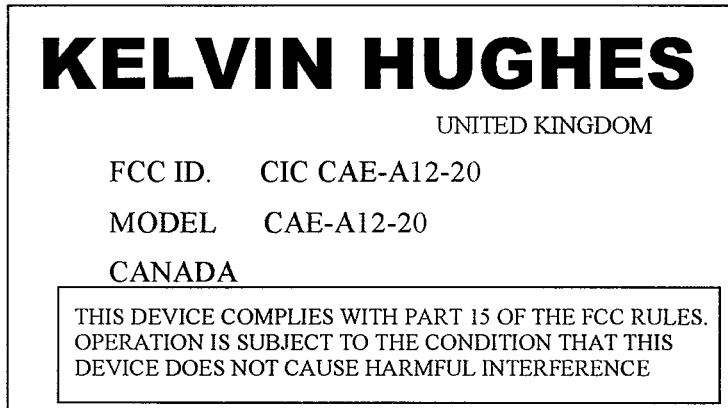 KELVIN HUGHES
UNITED KINGDOM
FCC ID. CIC CAE-A12-20
MODEL CAE-A12-20
CANADA
THIS DEVICE COMPLIES WITH PART 15 OF THE FCC RULES.
OPERATION IS SUBJECT TO THE CONDITION THAT THIS
DEVICE DOES NOT CAUSE HARMFUL INTERFERENCE